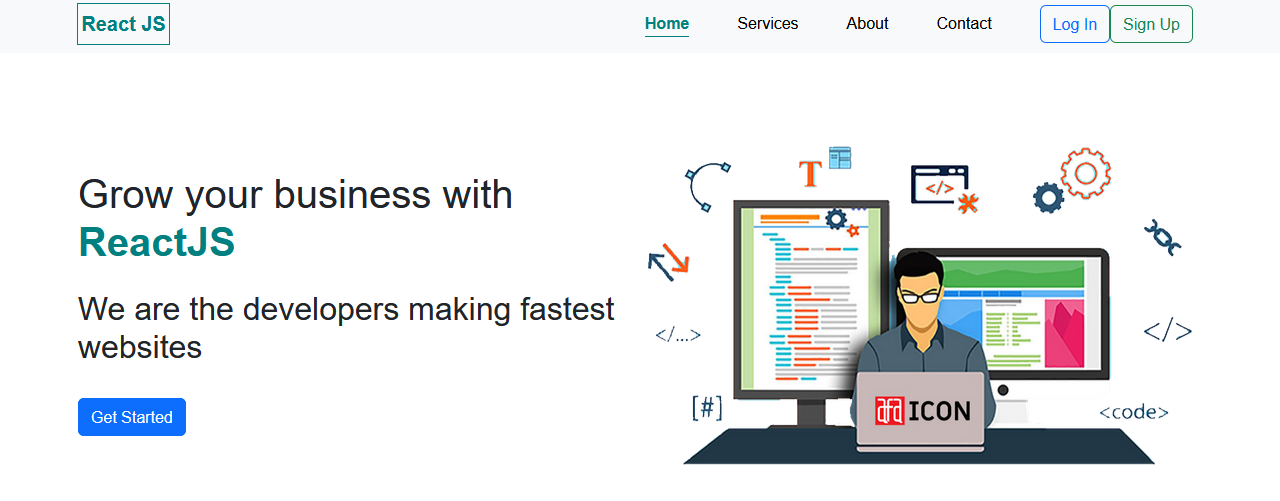 React JS
Home
Services
About
Contact
Log In
Sign Up
Grow your business with
ReactJS
We are the developers making fastest
websites
Get Started
T
</>
</...>
</>
[#]
<code>
afa ICON